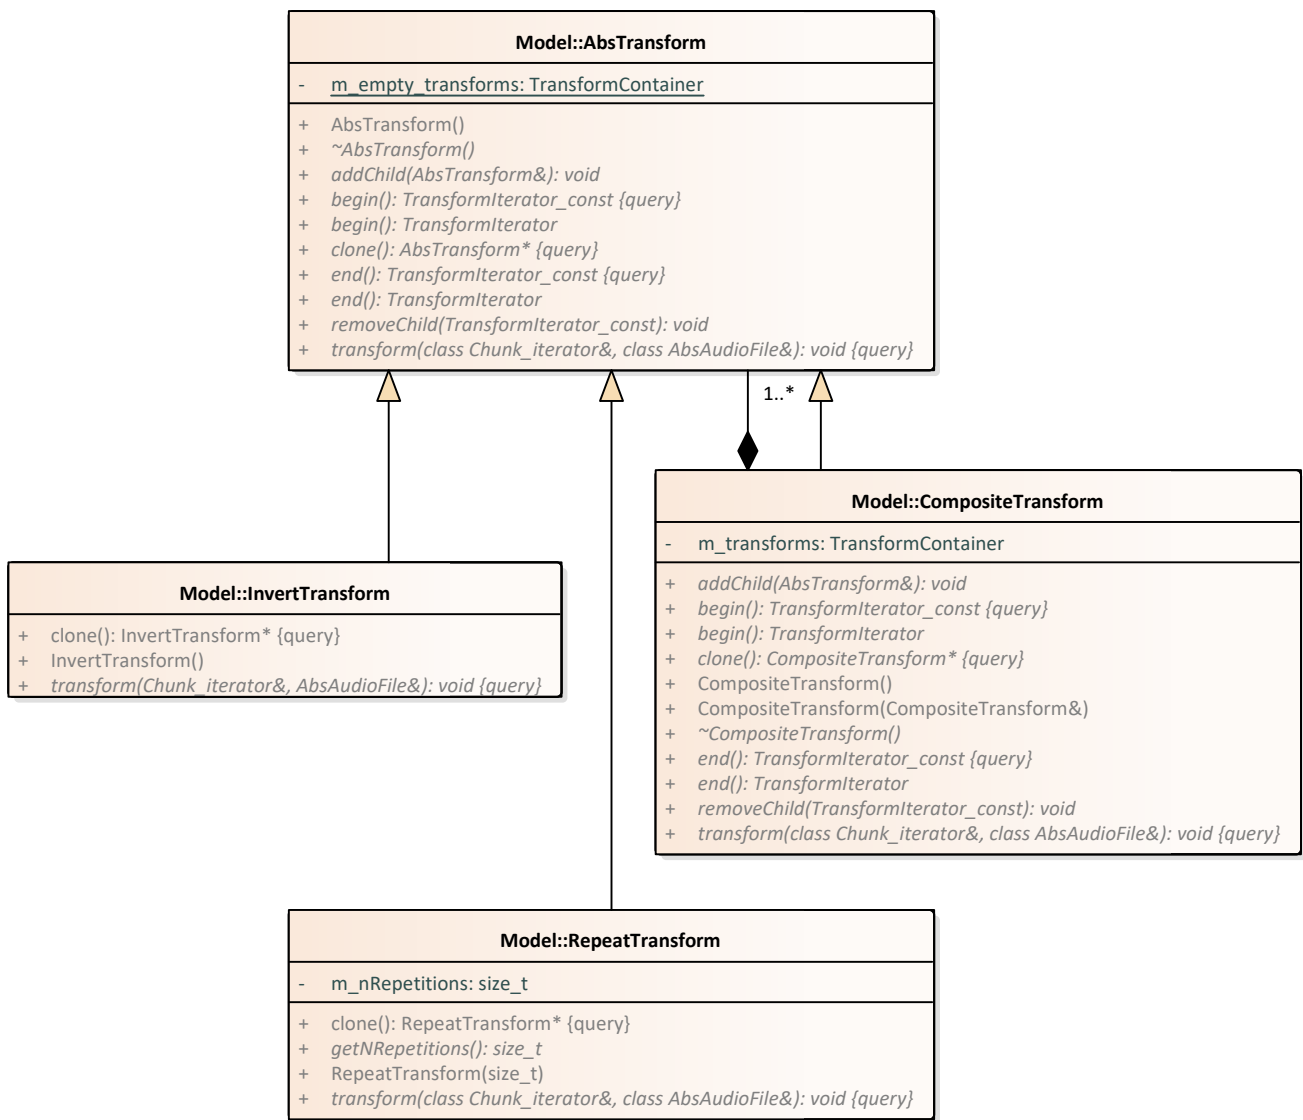 Model::AbsTransform
- m_empty_transforms: TransformContainer
+ AbsTransform()
+ ~AbsTransform()
+ addChild(AbsTransform&): void
+ begin(): TransformIterator_const {query}
+ begin(): TransformIterator
+ clone(): AbsTransform* {query}
+ end(): TransformIterator_const {query}
+ end(): TransformIterator
+ removeChild(TransformIterator_const): void
+ transform(class Chunk_iterator&, class AbsAudioFile&): void {query}
1..*
Model::CompositeTransform
- m_transforms: TransformContainer
+ addChild(AbsTransform&): void
+ begin(): TransformIterator_const {query}
+ begin(): TransformIterator
+ clone(): CompositeTransform* {query}
+ CompositeTransform()
+ CompositeTransform(CompositeTransform&)
+ ~CompositeTransform()
+ end(): TransformIterator_const {query}
+ end(): TransformIterator
+ removeChild(TransformIterator_const): void
+ transform(class Chunk_iterator&, class AbsAudioFile&): void {query}
Model::InvertTransform
+ clone(): InvertTransform* {query}
+ InvertTransform()
+ transform(Chunk_iterator&, AbsAudioFile&): void {query}
Model::RepeatTransform
- m_nRepetitions: size_t
+ clone(): RepeatTransform* {query}
+ getNRepetitions(): size_t
+ RepeatTransform(size_t)
+ transform(class Chunk_iterator&, class AbsAudioFile&): void {query}